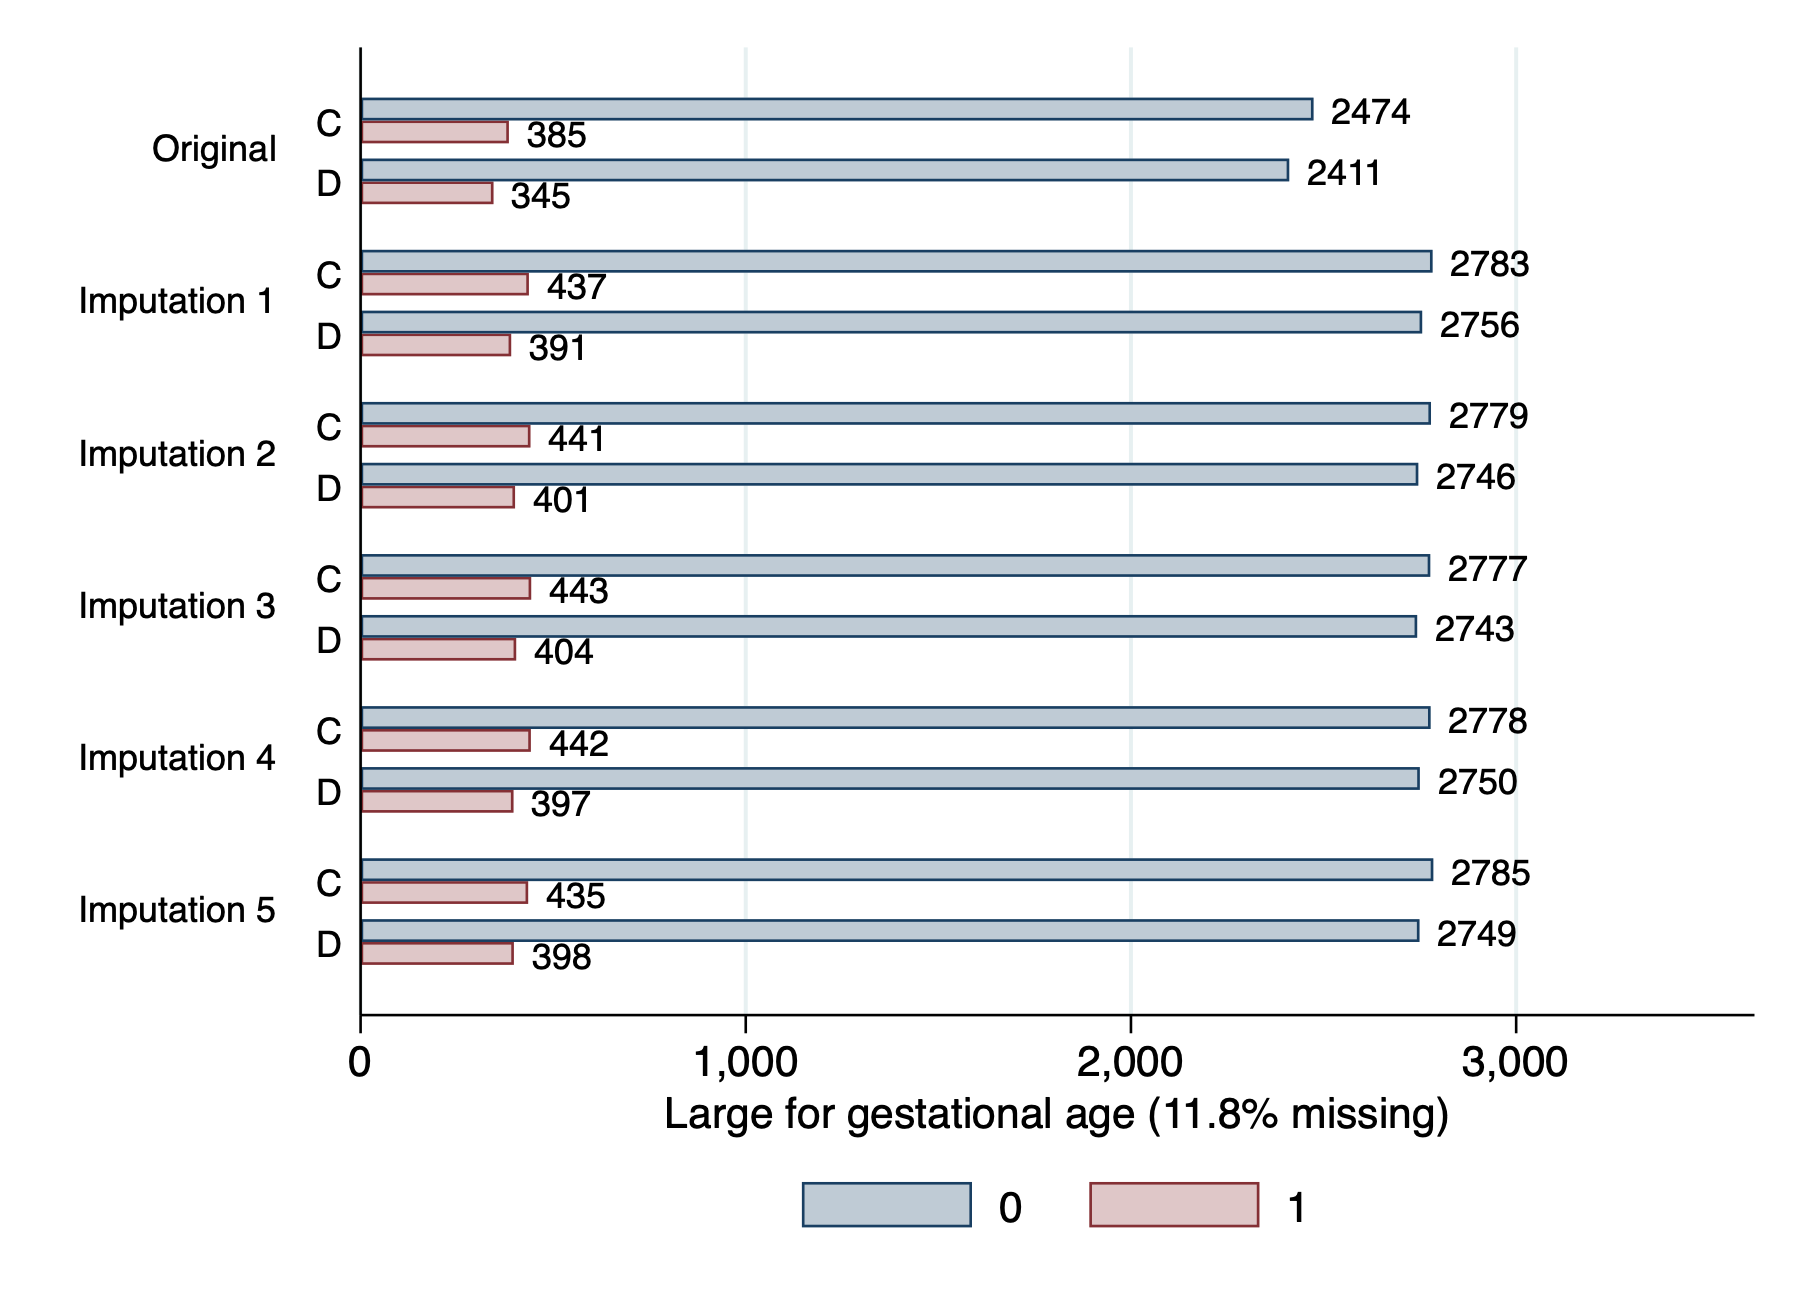 Original
C
2474
385
D
2411
345
Imputation 1
C
2783
437
D
2756
391
Imputation 2
C
2779
441
D
2746
401
Imputation 3
C
2777
443
D
2743
404
Imputation 4
C
2778
442
D
2750
397
Imputation 5
C
2785
435
D
2749
398
0 1,000 2,000 3,000
Large for gestational age (11.8% missing)
0 1